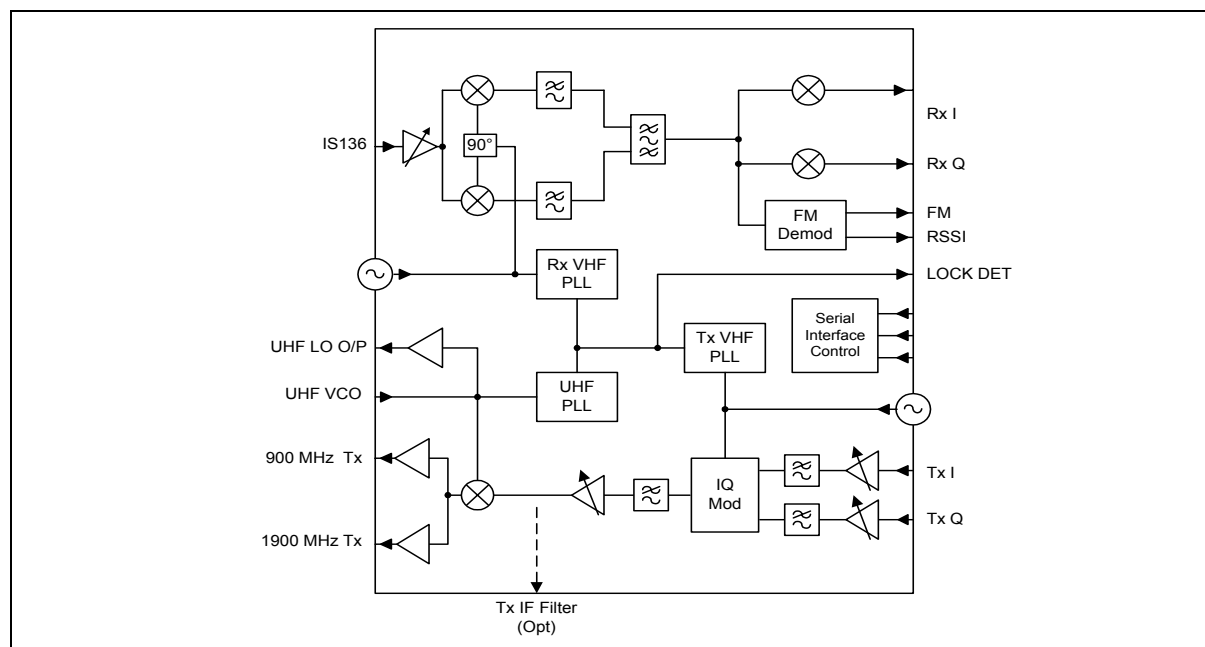 IS136
90°
Rx I
Rx Q
FM
Demod
FM
RSSI
Rx VHF
PLL
LOCK DET
Tx VHF
PLL
Serial
Interface
Control
UHF LO O/P
UHF VCO
UHF
PLL
900 MHz Tx
1900 MHz Tx
IQ
Mod
Tx I
Tx Q
Tx IF Filter
(Opt)